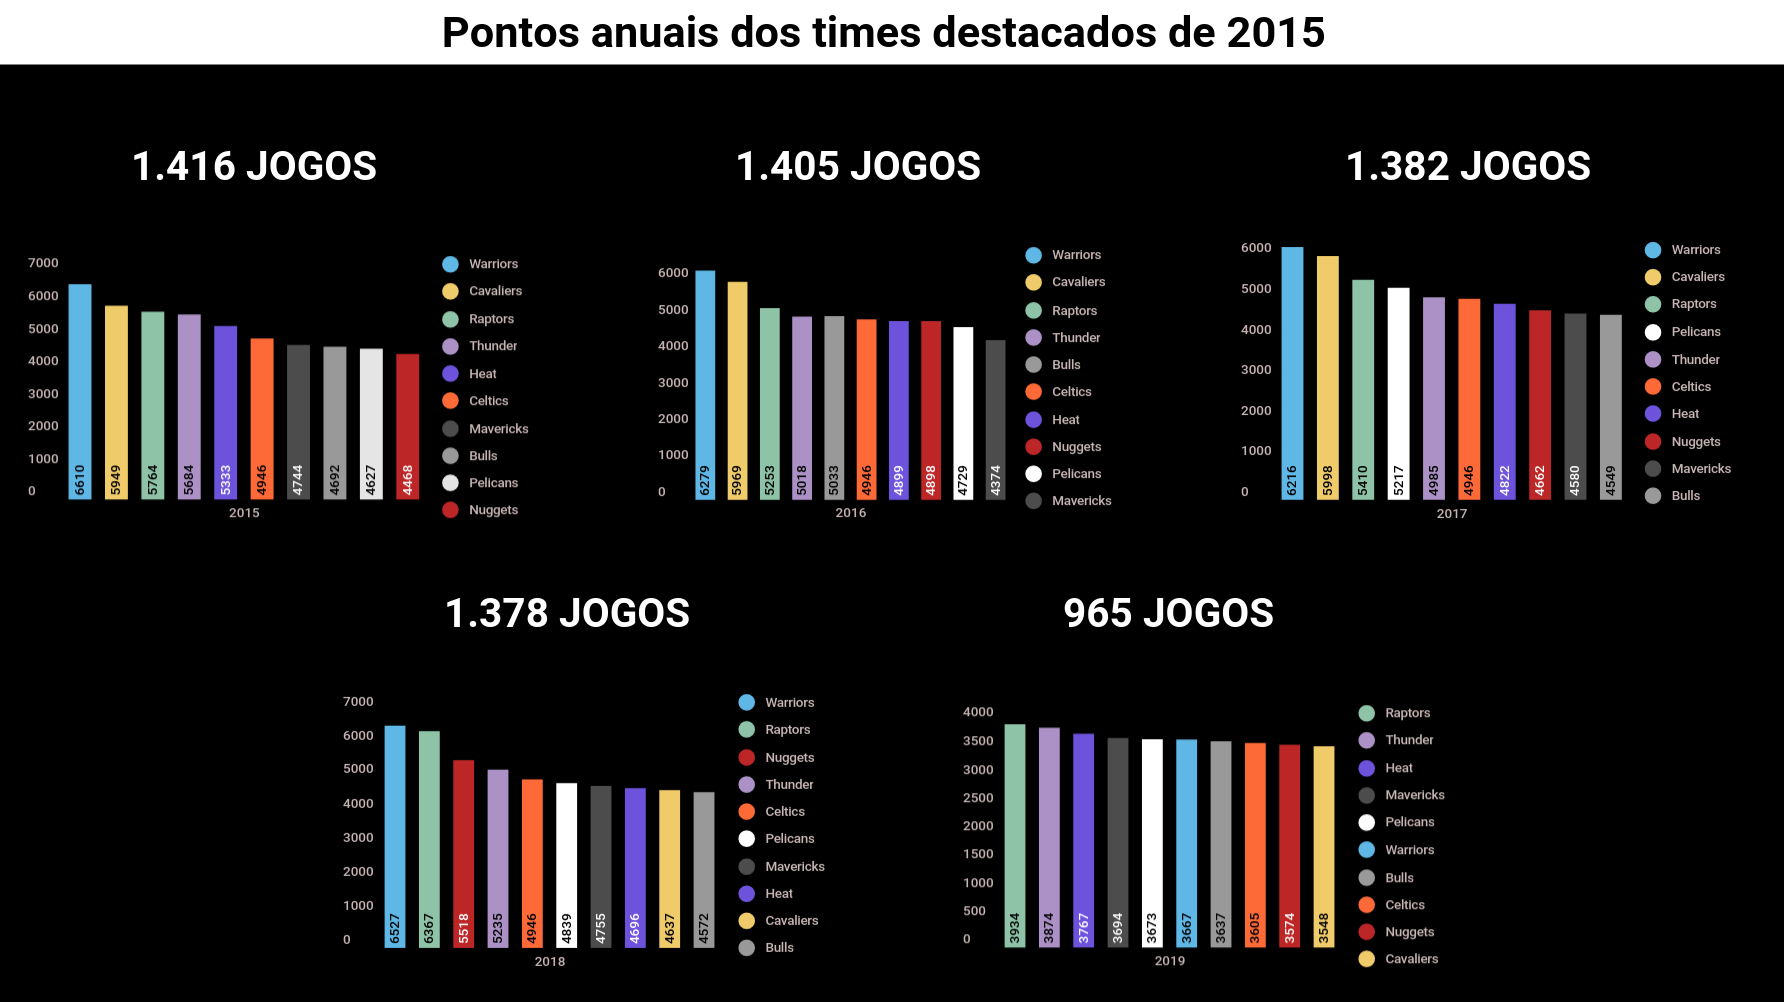 Pontos anuais dos times destacados de 2015
1.416 JOGOS
7000
6000
5000
4000
3000
2000
1000
0
6610
5949
5764
5684
5333
4946
4744
4692
4627
4468
2015
Warriors
Cavaliers
Raptors
Thunder
Heat
Celtics
Mavericks
Bulls
Pelicans
Nuggets
1.405 JOGOS
6000
5000
4000
3000
2000
1000
0
6279
5969
5253
5018
5033
4946
4899
4898
4729
4374
2016
Warriors
Cavaliers
Raptors
Thunder
Bulls
Celtics
Heat
Nuggets
Pelicans
Mavericks
1.382 JOGOS
6000
5000
4000
3000
2000
1000
0
6216
5998
5410
5217
4985
4946
4822
4662
4580
4549
2017
Warriors
Cavaliers
Raptors
Pelicans
Thunder
Celtics
Heat
Nuggets
Mavericks
Bulls
1.378 JOGOS
7000
6000
5000
4000
3000
2000
1000
0
6527
6367
5518
5235
4946
4839
4755
4696
4637
4572
2018
Warriors
Raptors
Nuggets
Thunder
Celtics
Pelicans
Mavericks
Heat
Cavaliers
Bulls
965 JOGOS
4000
3500
3000
2500
2000
1500
1000
500
0
3934
3874
3767
3694
3673
3667
3637
3605
3574
3548
2019
Raptors
Thunder
Heat
Mavericks
Pelicans
Warriors
Bulls
Celtics
Nuggets
Cavaliers